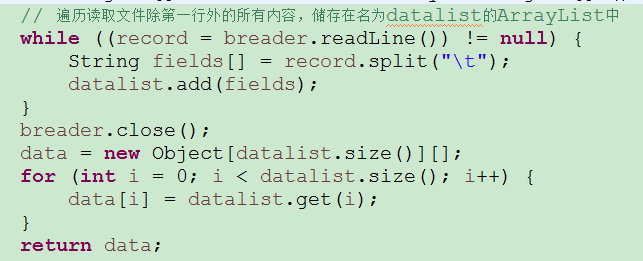 // 遍历读取文件除第一行外的所有内容，储存在名为datalist的ArrayList中
while ((record = breader.readLine()) != null) {
String fields[] = record.split("\t");
datalist.add(fields);
}
breader.close();
data = new Object[datalist.size()][];
for (int i = 0; i < datalist.size(); i++) {
data[i] = datalist.get(i);
}
return data;